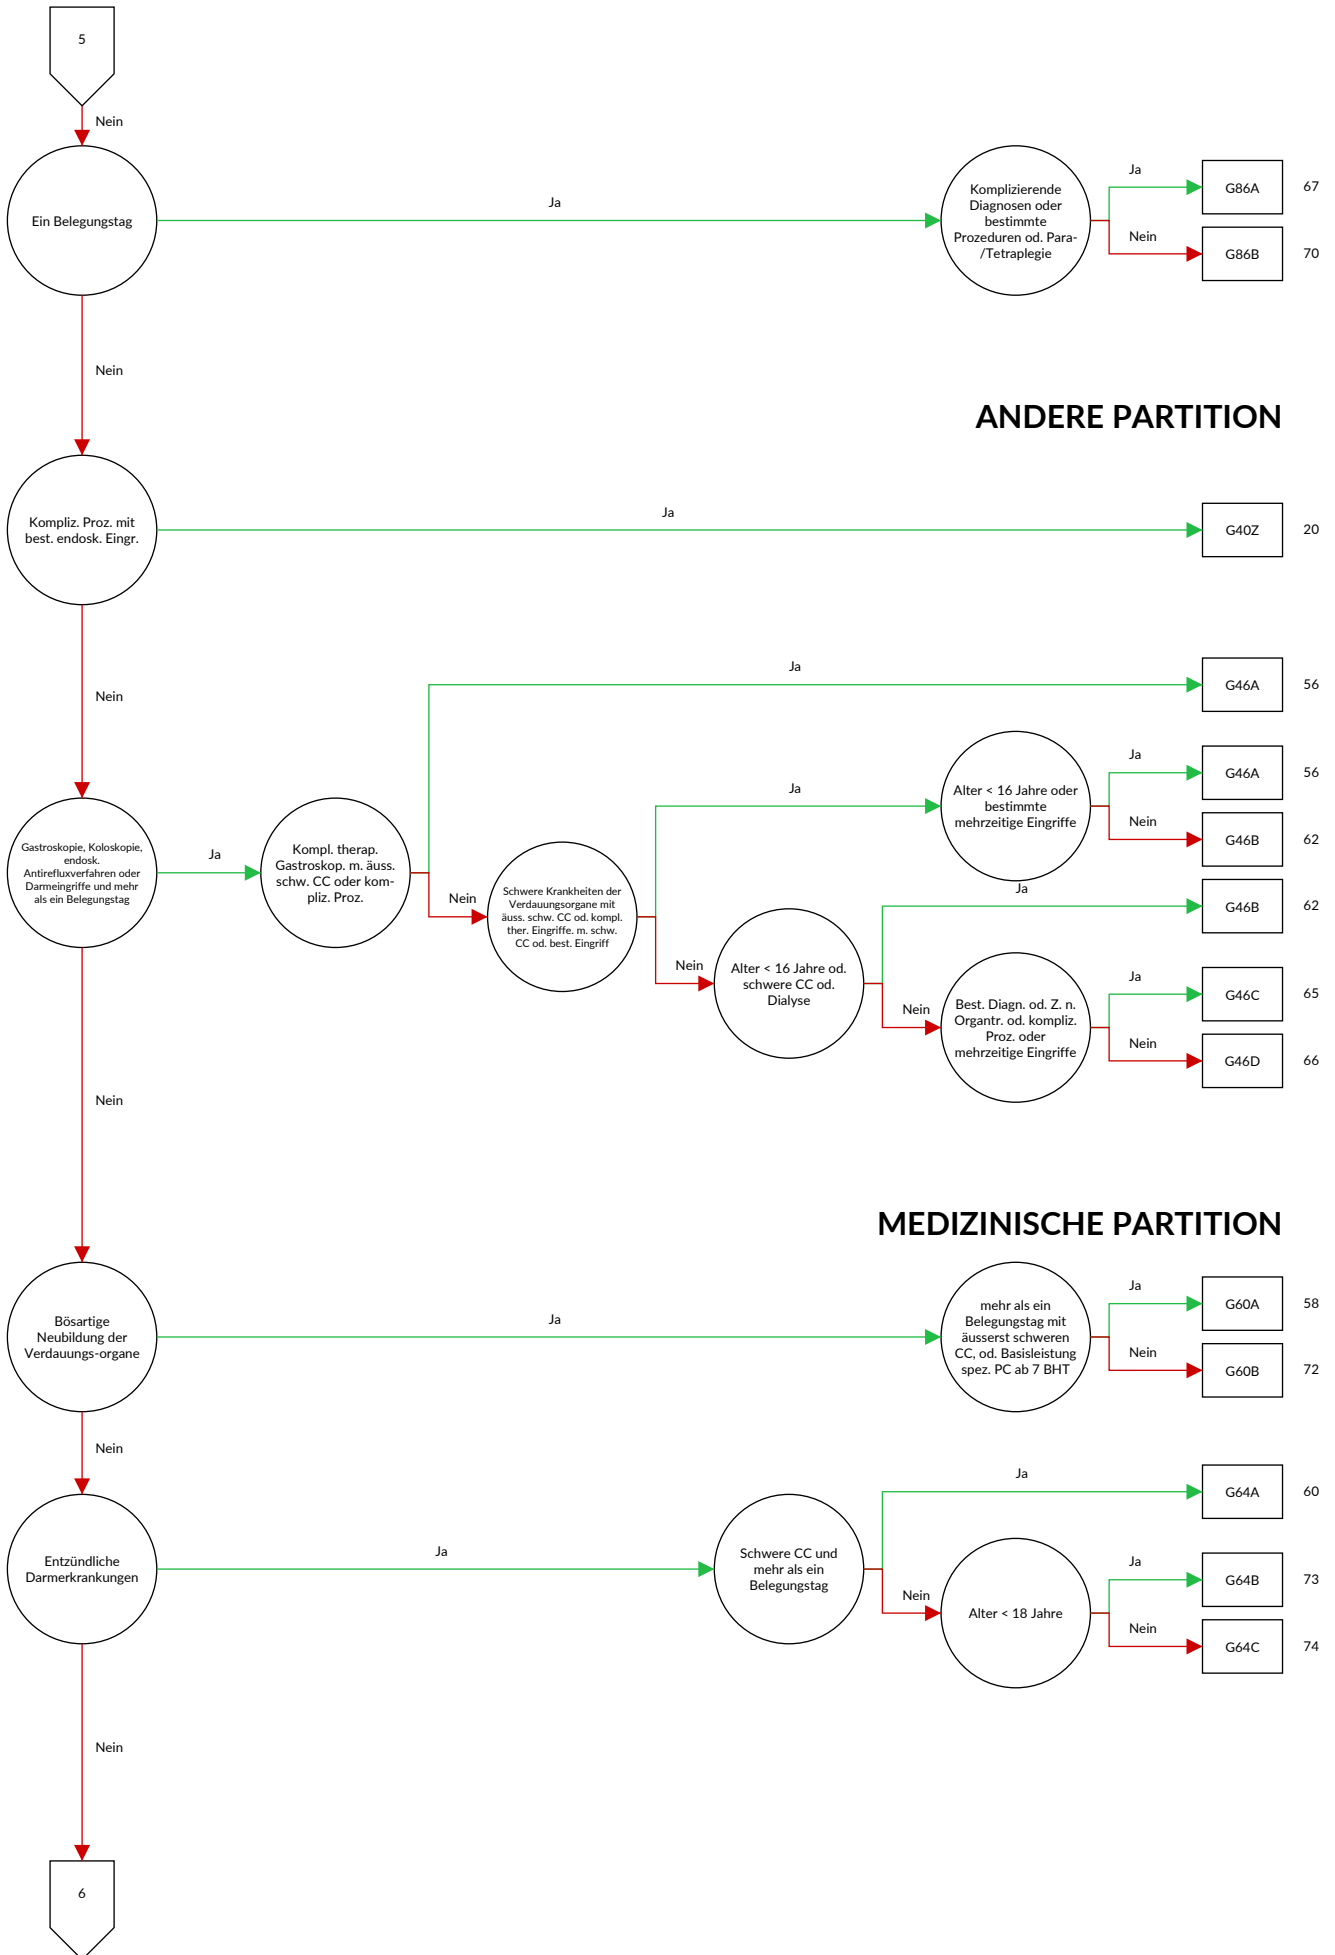 5
Nein
Ein Belegungstag
Ja
Komplizierende
Diagnosen oder
bestimmte
Prozeduren od. Para-
/Tetraplegie
Ja
G86A
67
Nein
G86B
70
Nein
ANDERE PARTITION
Kompliz. Proz. mit
best. endosk. Eingr.
Ja
G40Z
20
Nein
Gastroskopie, Koloskopie,
endosk.
Antirefluxverfahren oder
Darmeingriffe und mehr
als ein Belegungstag
Ja
Kompl. therap.
Gastroskop. m. äuss.
schw. CC oder kom-
pliz. Proz.
Ja
G46A
56
Nein
Schwere Krankheiten der
Verdauungsorgane mit
äuss. schw. CC od. kompl.
ther. Eingriffe. m. schw.
CC od. best. Eingriff
Ja
Alter < 16 Jahre oder
bestimmte
mehrzeitige Eingriffe
Ja
G46A
56
Nein
G46B
62
Nein
Alter < 16 Jahre od.
schwere CC od.
Dialyse
Ja
G46B
62
Nein
Best. Diagn. od. Z. n.
Organtr. od. kompliz.
Proz. oder
mehrzeitige Eingriffe
Ja
G46C
65
Nein
G46D
66
Nein
MEDIZINISCHE PARTITION
Bösartige
Neubildung der
Verdauungs-organe
Ja
mehr als ein
Belegungstag mit
äusserst schweren
CC, od. Basisleistung
spez. PC ab 7 BHT
Ja
G60A
58
Nein
G60B
72
Nein
Entzündliche
Darmerkrankungen
Ja
Schwere CC und
mehr als ein
Belegungstag
Ja
G64A
60
Nein
Alter < 18 Jahre
Ja
G64B
73
Nein
G64C
74
Nein
6